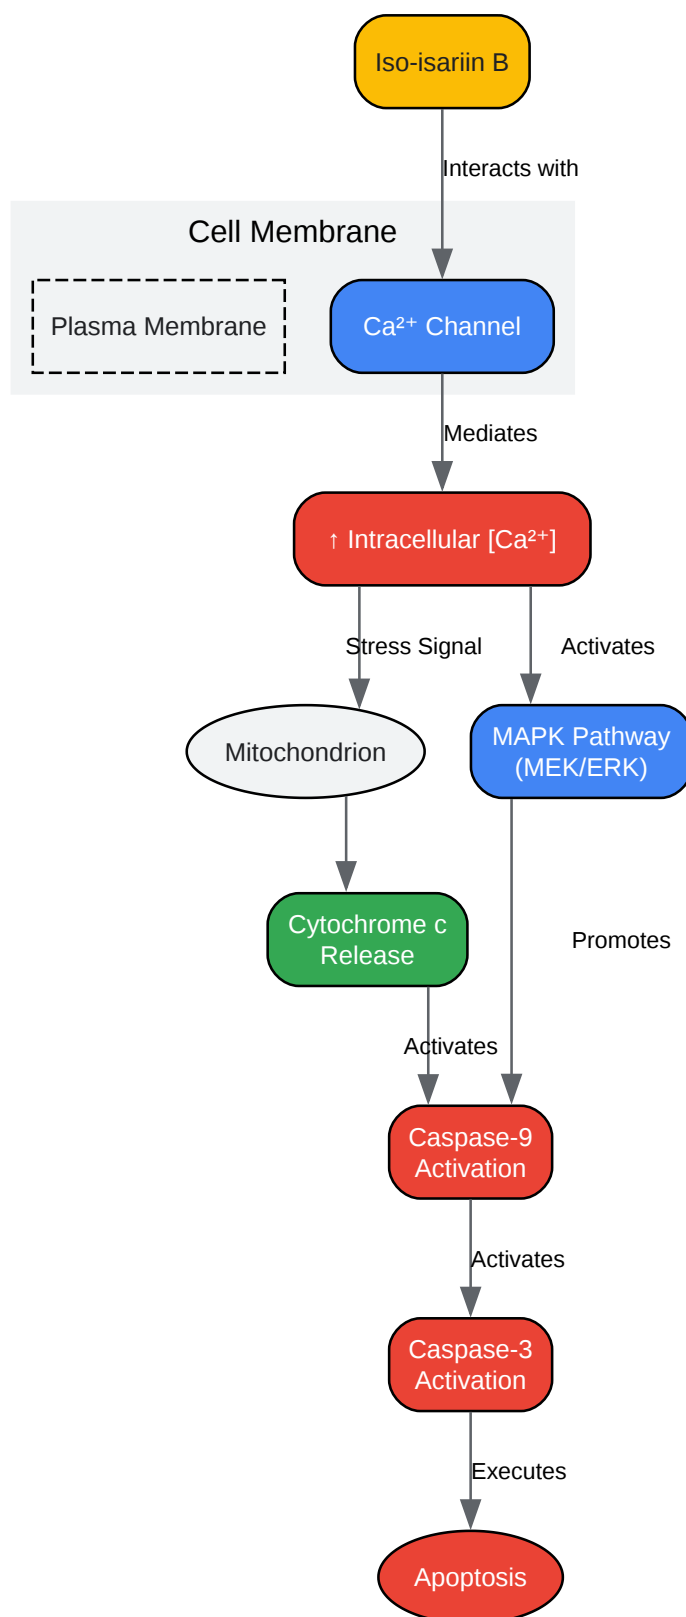 Iso-isariin B
Interacts with
Cell Membrane
Plasma Membrane
Ca²⁺ Channel
Mediates
↑ Intracellular [Ca²⁺]
Stress Signal
Activates
Mitochondrion
MAPK Pathway
(MEK/ERK)
Cytochrome c
Release
Promotes
Activates
Caspase-9
Activation
Activates
Caspase-3
Activation
Executes
Apoptosis